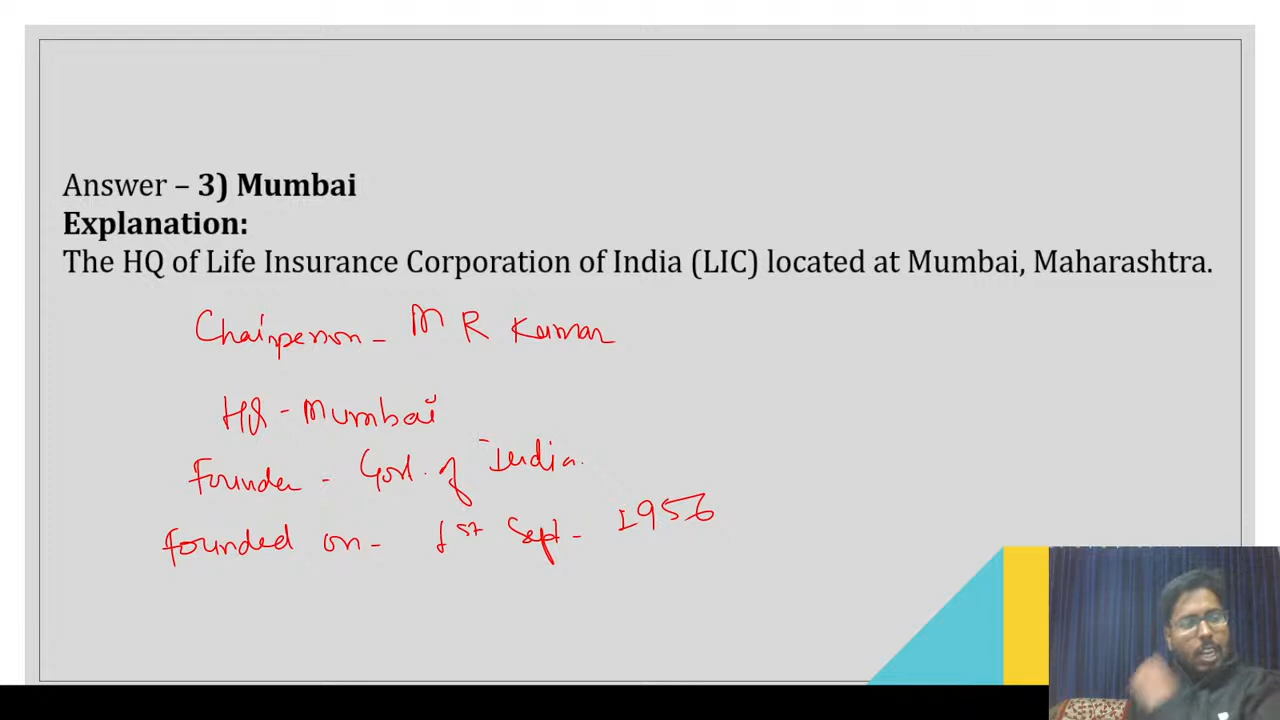 Answer – 3) Mumbai
Explanation:
The HQ of Life Insurance Corporation of India (LIC) located at Mumbai, Maharashtra.
Chairperson - M R Kumar
HQ - Mumbai
Founder - Govt. of India.
Founded on - 1st Sept - 1956